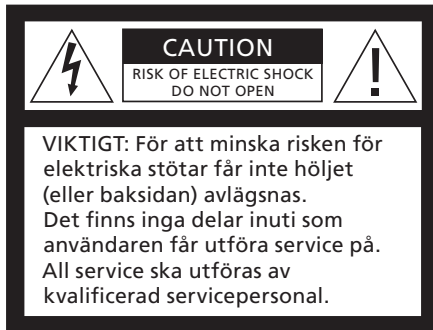 CAUTION
RISK OF ELECTRIC SHOCK
DO NOT OPEN
VIKTIGT: För att minska risken för
elektriska stötar får inte höljet
(eller baksidan) avlägsnas.
Det finns inga delar inuti som
användaren får utföra service på.
All service ska utföras av
kvalificerad servicepersonal.